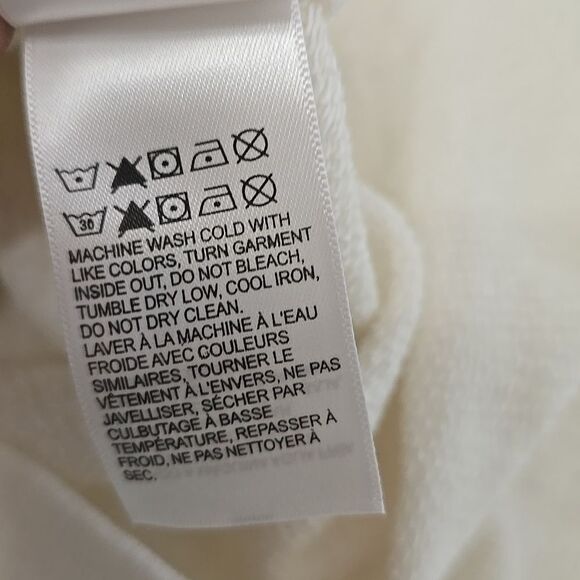 30
MACHINE WASH COLD WITH
LIKE COLORS, TURN GARMENT
INSIDE OUT, DO NOT BLEACH,
TUMBLE DRY LOW, COOL IRON,
DO NOT DRY CLEAN.
LAVER À LA MACHINE À L'EAU
FROIDE AVEC COULEURS
SIMILAIRES, TOURNER LE
VÊTEMENT À L'ENVERS, NE PAS
JAVELLISER, SÉCHER PAR
CULBUTAGE À BASSE
TEMPÉRATURE, REPASSER À
FROID, NE PAS NETTOYER À
SEC.